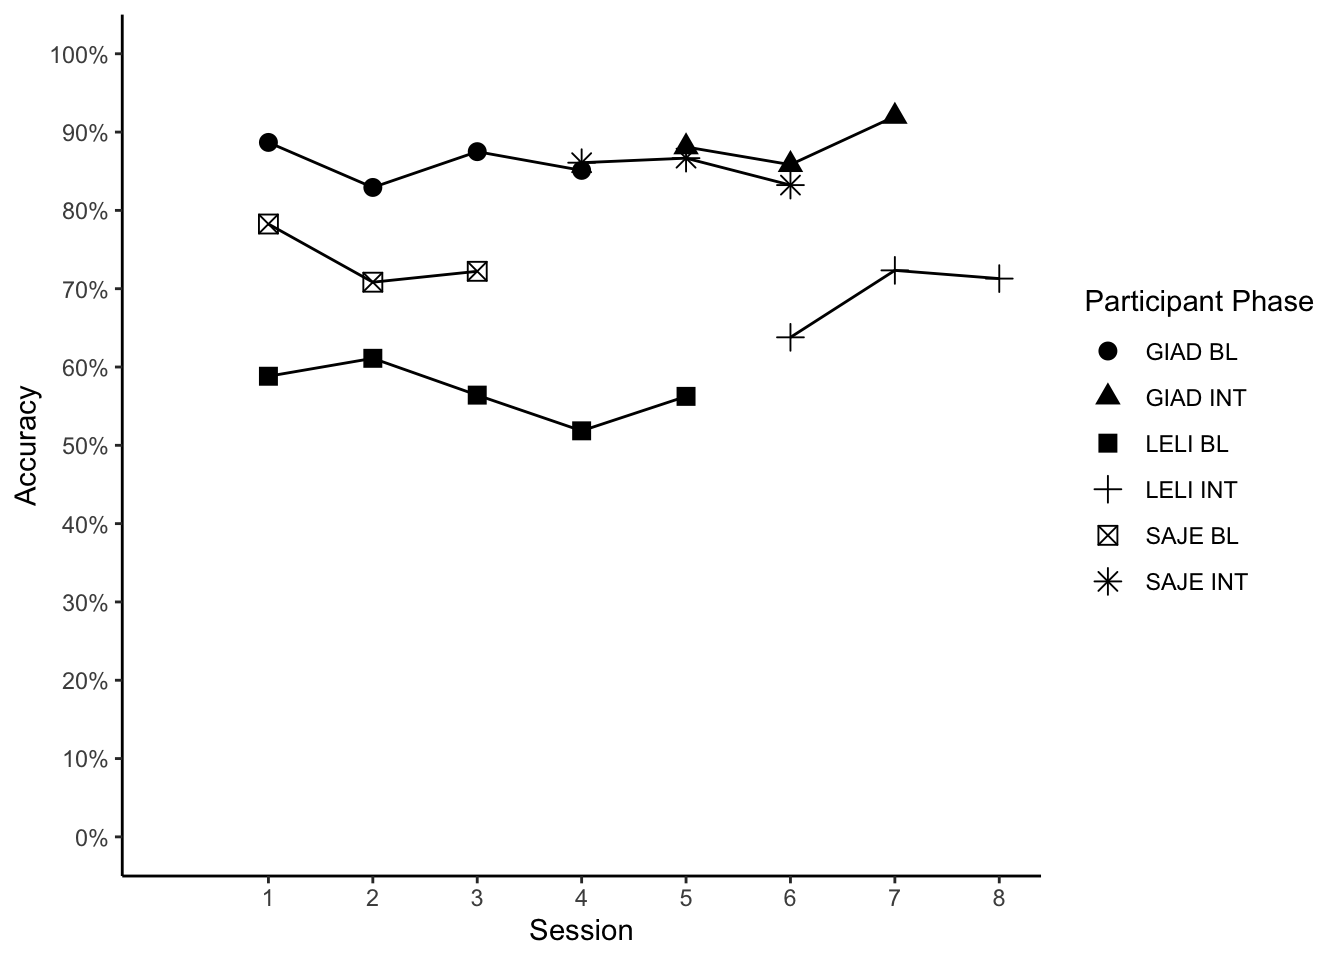 100%
90%
80%
70%
60%
50%
40%
30%
20%
10%
0%
Accuracy
1 2 3 4 5 6 7 8
Session
Participant Phase
GIAD BL
GIAD INT
LELI BL
LELI INT
SAJE BL
SAJE INT